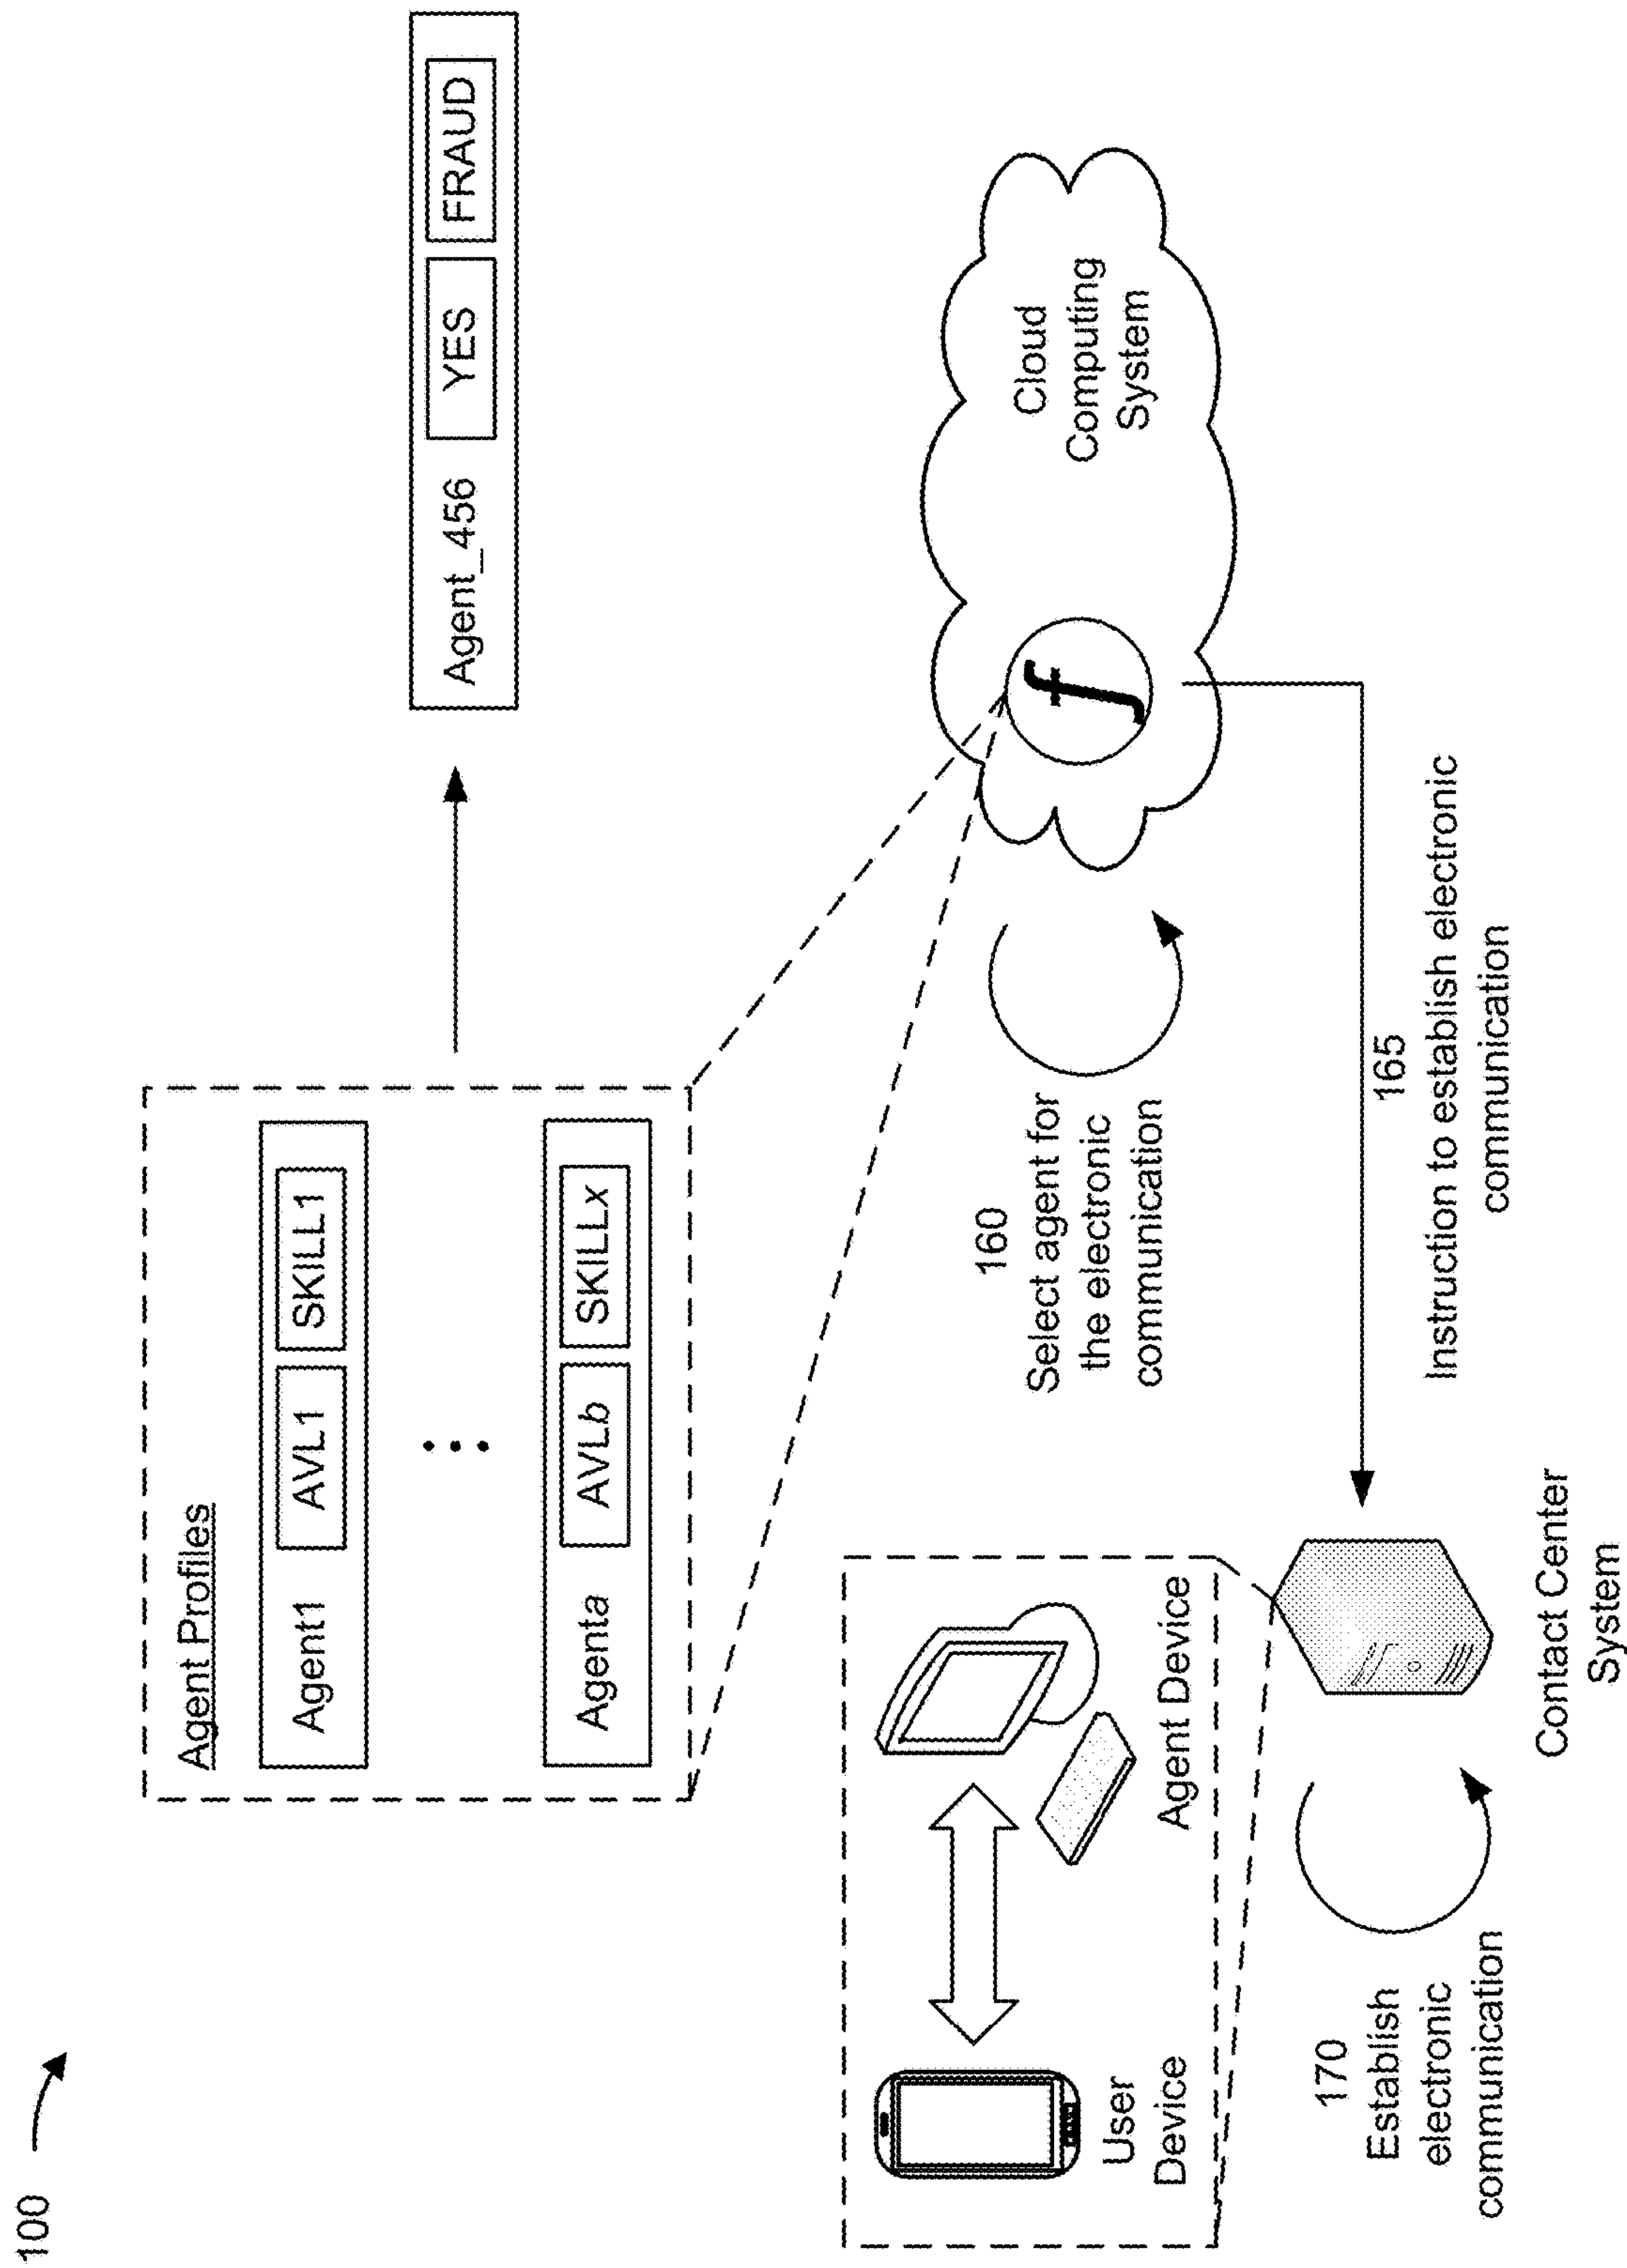 100
Agent Profiles
Agent1 AVL1 SKILL1
Agenta AVLb SKILLx
Agent_456 YES FRAUD
160
Select agent for
the electronic
communication
f
Cloud
Computing
System
165
Instruction to establish electronic
communication
User
Device
Agent Device
170
Establish
electronic
communication
Contact Center
System